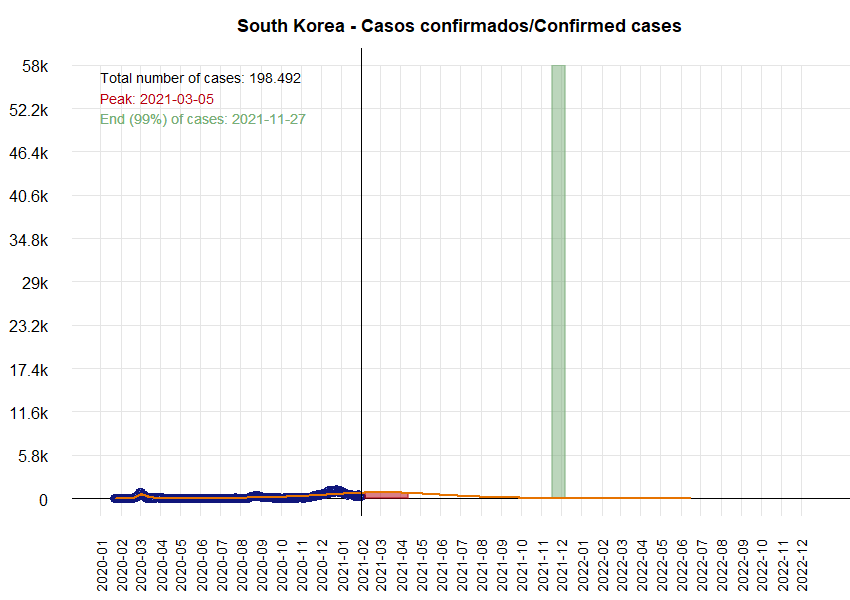 South Korea - Casos confirmados/Confirmed cases
58k
Total number of cases: 198.492
Peak: 2021-03-05
End (99%) of cases: 2021-11-27
52.2k
46.4k
40.6k
34.8k
29k
23.2k
17.4k
11.6k
5.8k
0
2020-01
2020-02
2020-03
2020-04
2020-05
2020-06
2020-07
2020-08
2020-09
2020-10
2020-11
2020-12
2021-01
2021-02
2021-03
2021-04
2021-05
2021-06
2021-07
2021-08
2021-09
2021-10
2021-11
2021-12
2022-01
2022-02
2022-03
2022-04
2022-05
2022-06
2022-07
2022-08
2022-09
2022-10
2022-11
2022-12